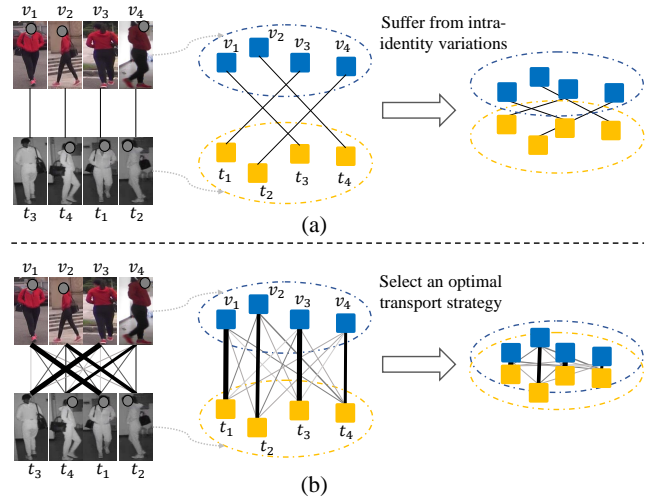 v₁ v₂ v₃ v₄
t₃ t₄ t₁ t₂
v₁ v₂ v₃ v₄
t₁ t₂ t₃ t₄
Suffer from intra-
identity variations
(a)
v₁ v₂ v₃ v₄
t₃ t₄ t₁ t₂
v₁ v₂ v₃ v₄
t₁ t₂ t₃ t₄
Select an optimal
transport strategy
(b)